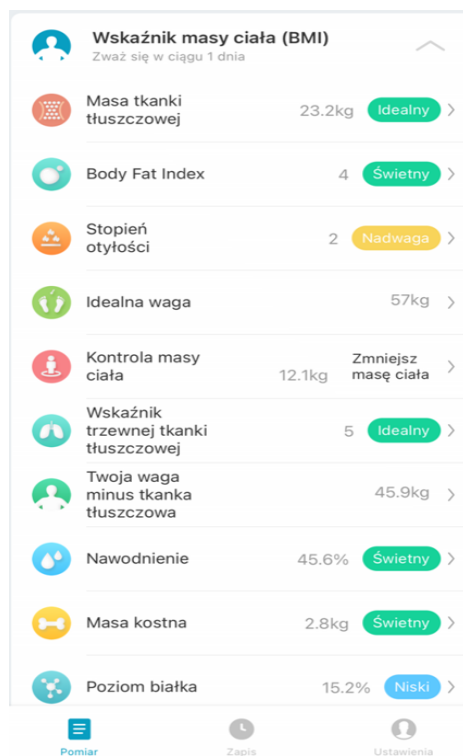 Wskaźnik masy ciała (BMI)
Zważ się w ciągu 1 dnia
Masa tkanki
tłuszczowej
23.2kg
Idealny
Body Fat Index
4
Świetny
Stopień
otyłości
2
Nadwaga
Idealna waga
57kg
Kontrola masy
ciała
12.1kg
Zmniejsz
masę ciała
Wskaźnik
trzewnej tkanki
tłuszczowej
5
Idealny
Twoja waga
minus tkanka
tłuszczowa
45.9kg
Nawodnienie
45.6%
Świetny
Masa kostna
2.8kg
Świetny
Poziom białka
15.2%
Niski
Pomiar
Zapis
Ustawienia